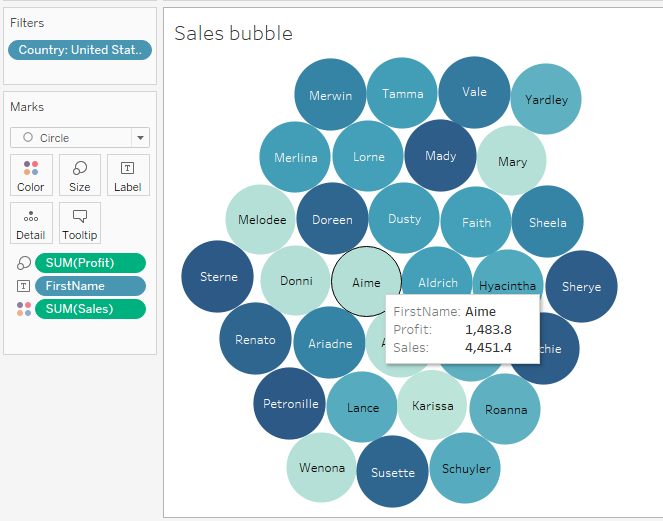 Filters
Country: United Stat..
Marks
Circle
Color
Size
Label
Detail
Tooltip
SUM(Profit)
FirstName
SUM(Sales)
Sales bubble
Merwin
Tamma
Vale
Yardley
Merlina
Lorne
Mady
Mary
Melodee
Doreen
Dusty
Faith
Sheela
Sterne
Donni
Aime
Aldrich
Hyacintha
Sherye
FirstName: Aime
Profit: 1,483.8
Sales: 4,451.4
Renato
Ariadne
Petronille
Lance
Karissa
Roanna
Wenona
Susette
Schuyler